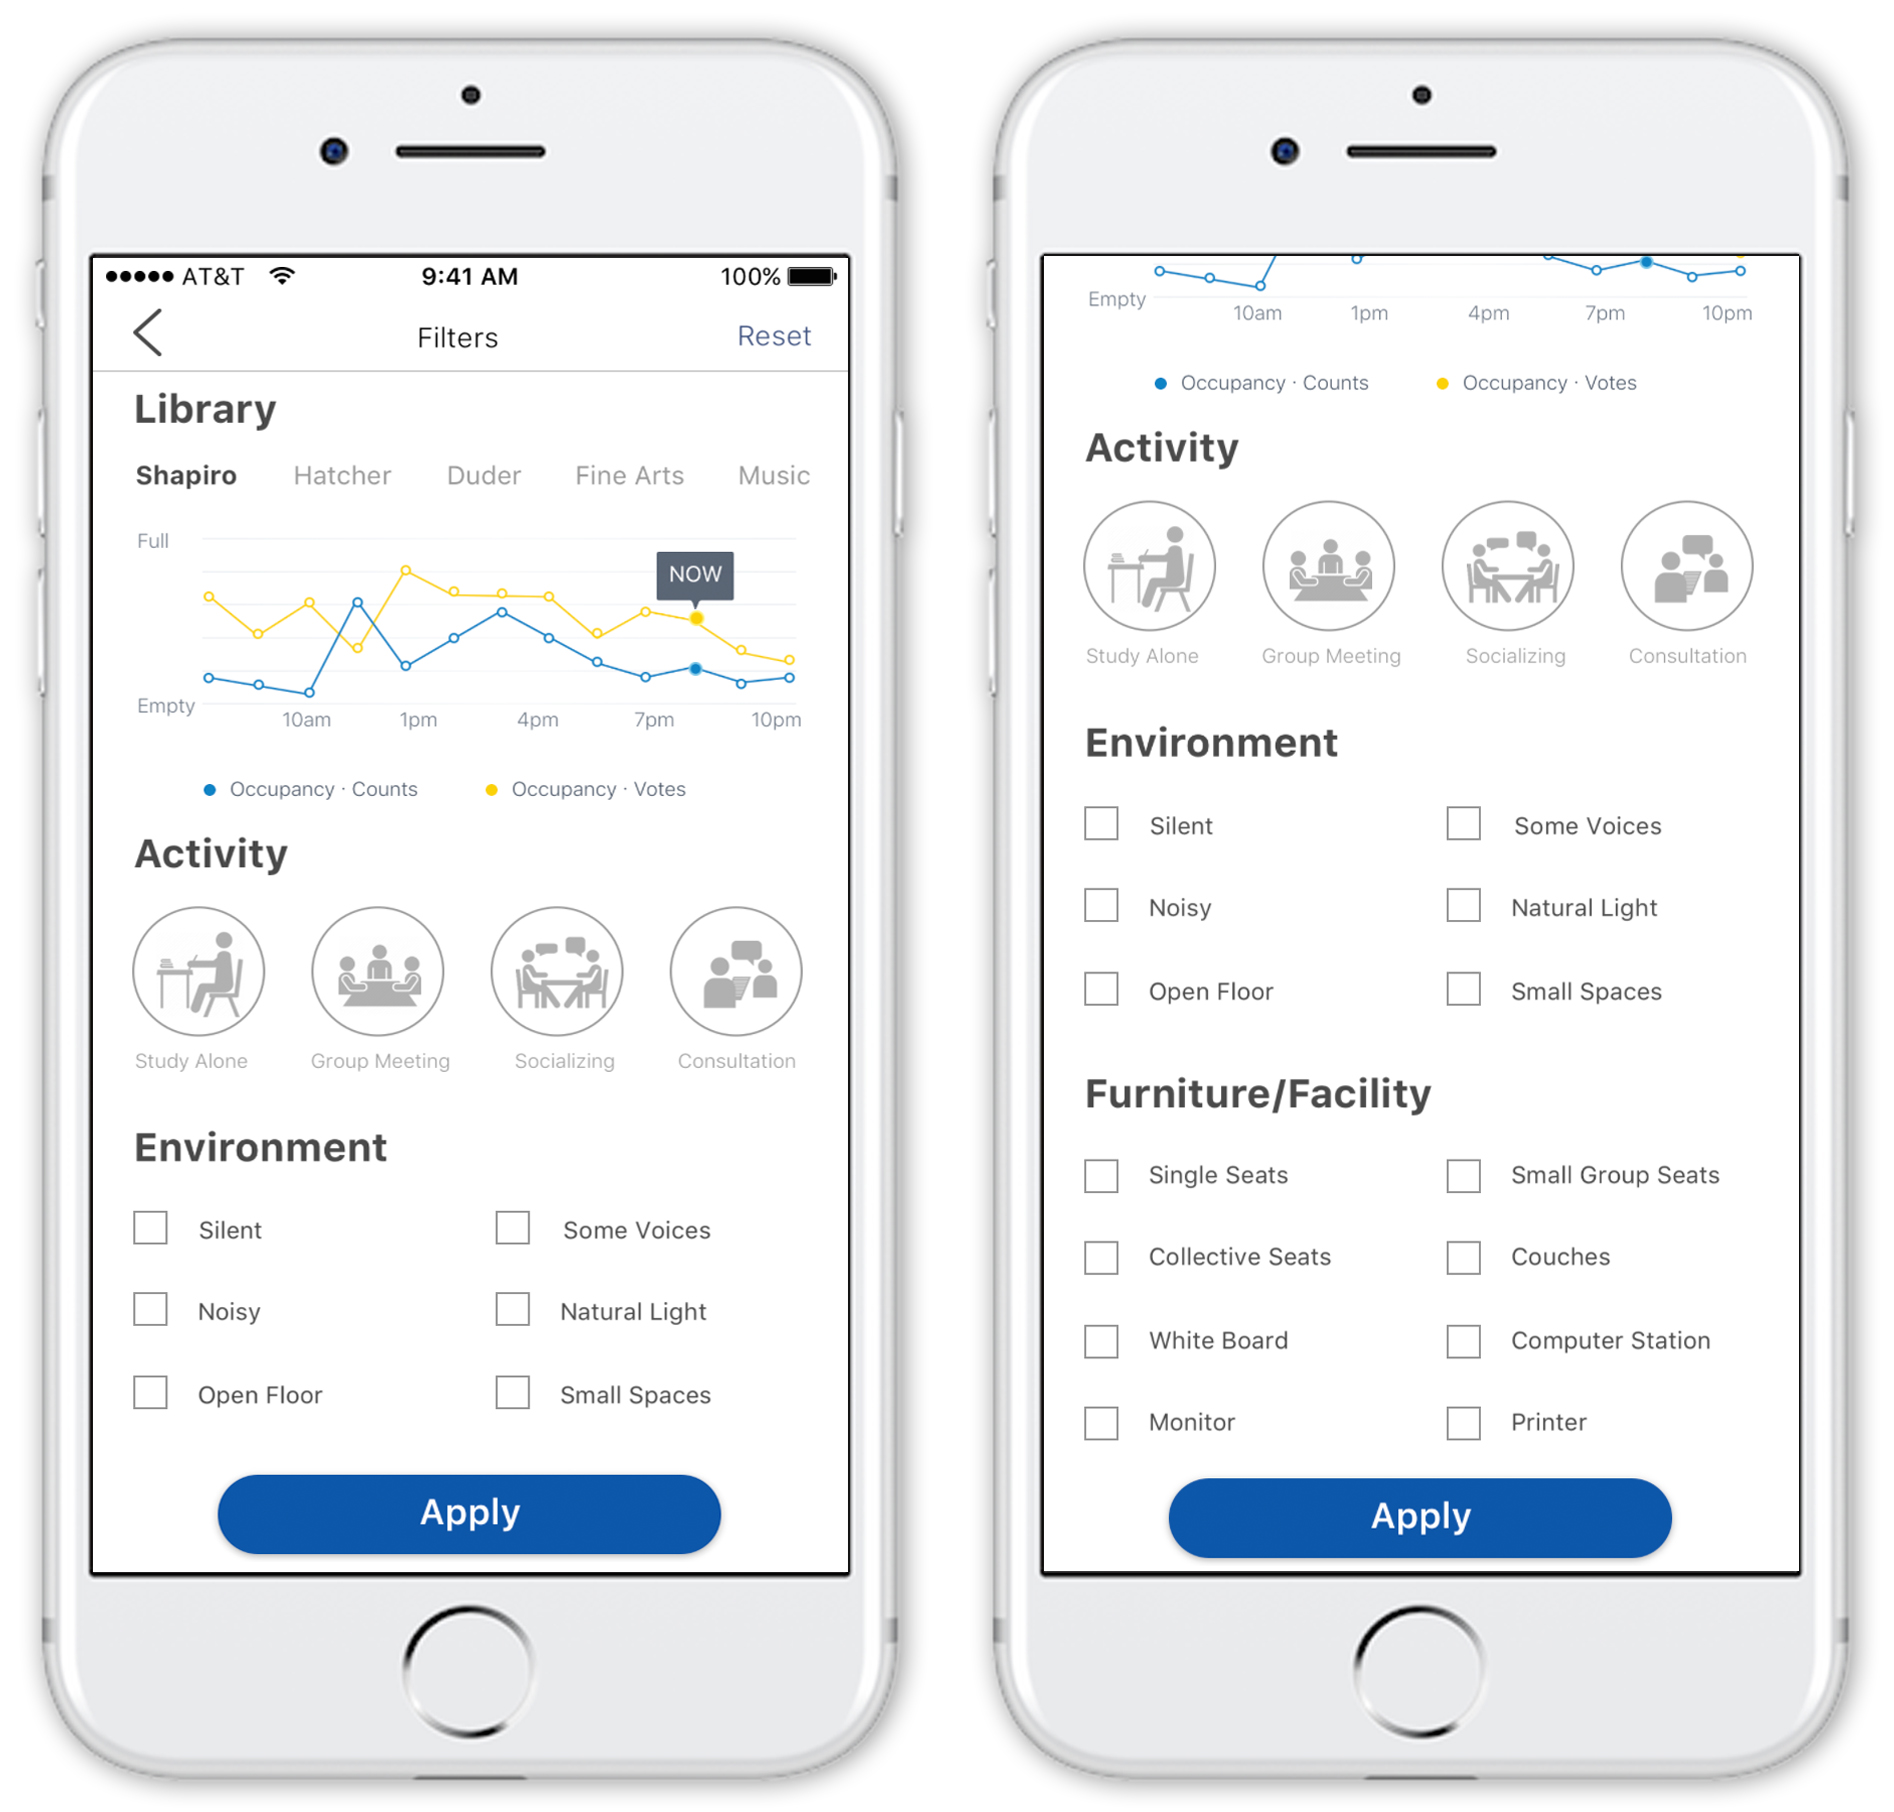 ●●●●● AT&T 9:41 AM 100%
Filters Reset
Library
Shapiro Hatcher Duder Fine Arts Music
Full
NOW
Empty
10am 1pm 4pm 7pm 10pm
Occupancy · Counts Occupancy · Votes
Activity
Study Alone Group Meeting Socializing Consultation
Environment
Silent Some Voices
Noisy Natural Light
Open Floor Small Spaces
Apply
Empty
10am 1pm 4pm 7pm 10pm
Occupancy · Counts Occupancy · Votes
Activity
Study Alone Group Meeting Socializing Consultation
Environment
Silent Some Voices
Noisy Natural Light
Open Floor Small Spaces
Furniture/Facility
Single Seats Small Group Seats
Collective Seats Couches
White Board Computer Station
Monitor Printer
Apply